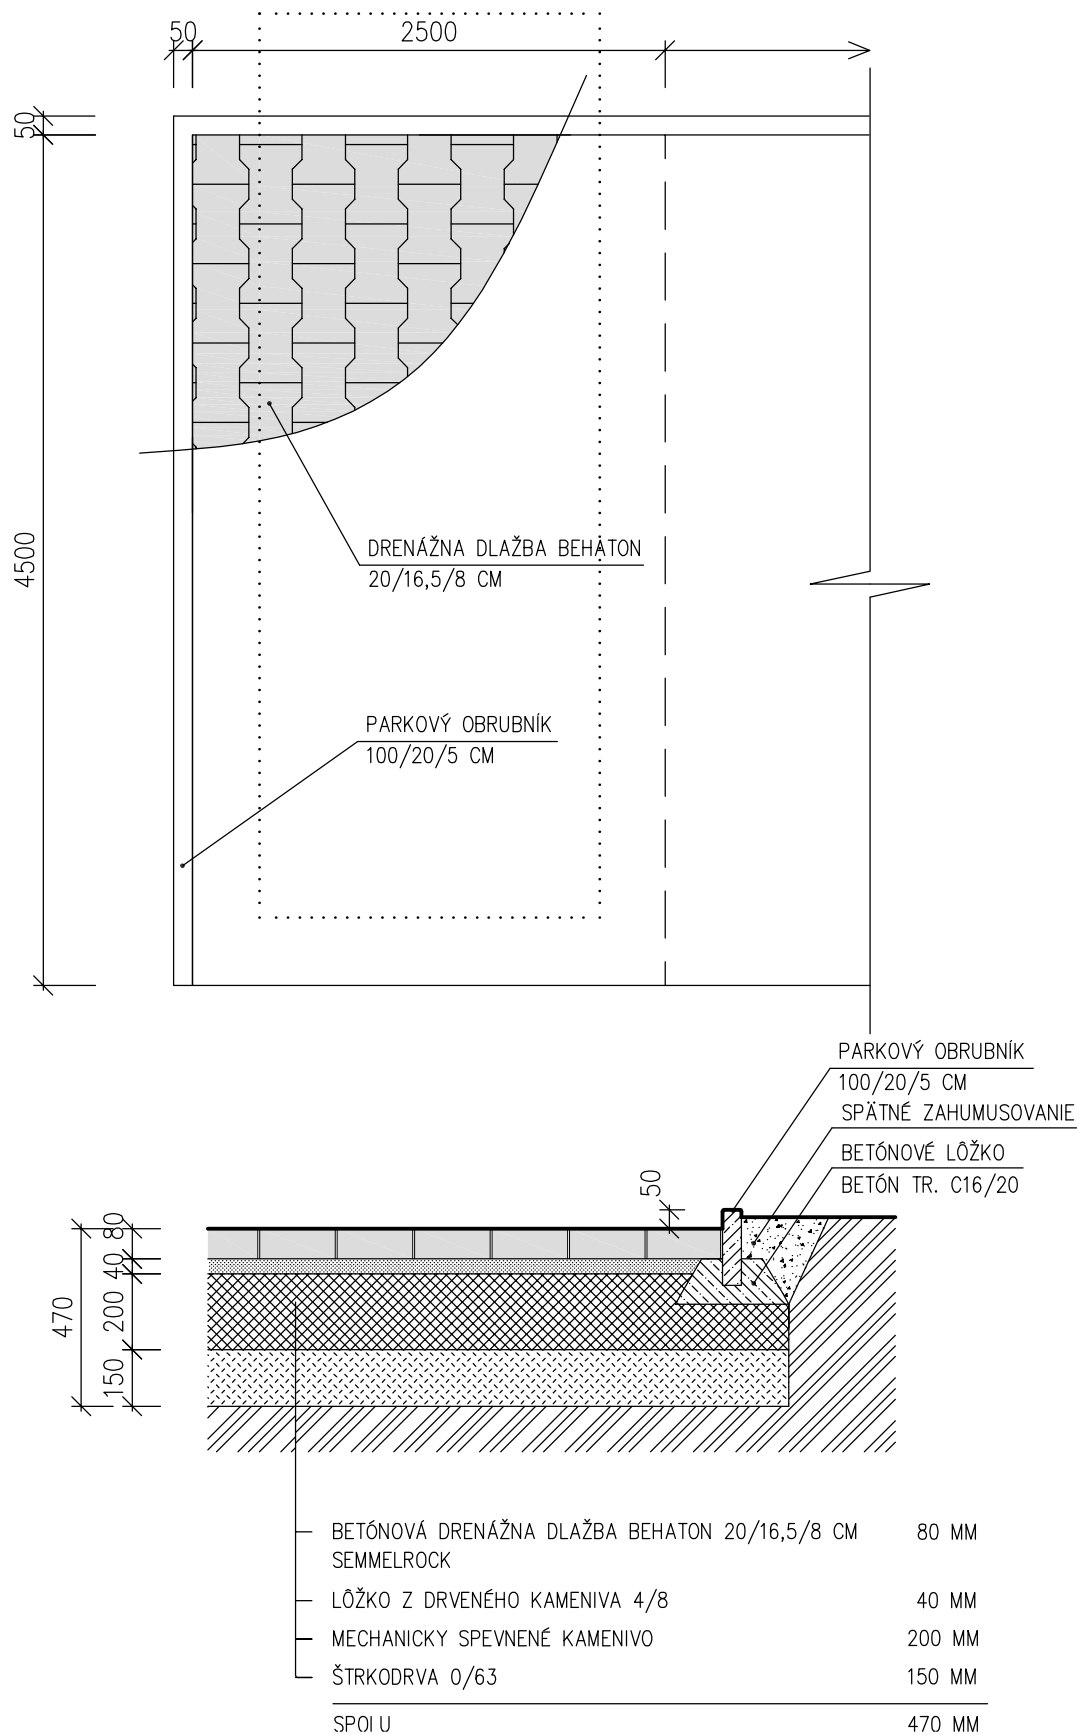 50
2500
50
4500
DRENÁŽNA DLAŽBA BEHATON
20/16,5/8 CM
PARKOVÝ OBRUBNÍK
100/20/5 CM
PARKOVÝ OBRUBNÍK
100/20/5 CM
SPÄTNÉ ZAHUMUSOVANIE
BETÓNOVÉ LÔŽKO
BETÓN TR. C16/20
50
80
40
200
150
470
BETÓNOVÁ DRENÁŽNA DLAŽBA BEHATON 20/16,5/8 CM 80 MM
SEMMELROCK
LÔŽKO Z DRVENÉHO KAMENIVA 4/8 40 MM
MECHANICKY SPEVNENÉ KAMENIVO 200 MM
ŠTRKODRVA 0/63 150 MM
SPOLU 470 MM